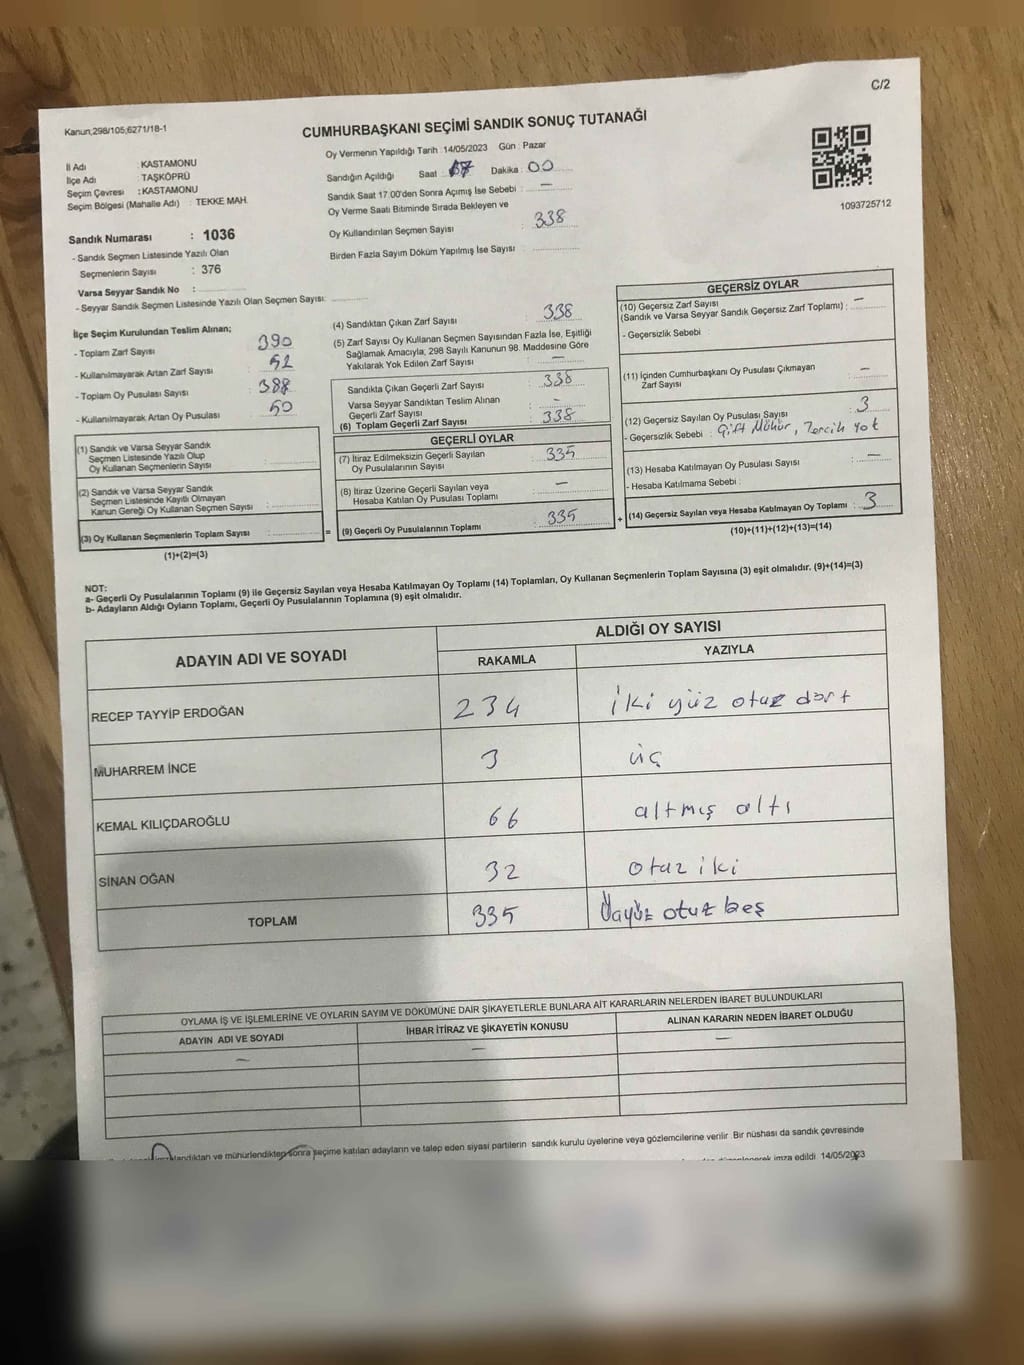 C/2
Kanun,298/105;6271/18-1
CUMHURBAŞKANI SEÇİMİ SANDIK SONUÇ TUTANAĞI
İl Adı : KASTAMONU
İlçe Adı : TAŞKÖPRÜ
Seçim Çevresi : KASTAMONU
Seçim Bölgesi (Mahalle Adı) : TEKKE MAH.
Oy Vermenin Yapıldığı Tarih :14/05/2023 Gün : Pazar
Sandığın Açıldığı Saat : 17 Dakika : 00
Sandık Saat 17:00'den Sonra Açımış İse Sebebi : —
Oy Verme Saati Bitiminde Sırada Bekleyen ve
Oy Kullandırılan Seçmen Sayısı : 338
Birden Fazla Sayım Döküm Yapılmış İse Sayısı :
1093725712
Sandık Numarası : 1036
- Sandık Seçmen Listesinde Yazılı Olan
Seçmenlerin Sayısı : 376
Varsa Seyyar Sandık No :
- Seyyar Sandık Seçmen Listesinde Yazılı Olan Seçmen Sayısı:
İlçe Seçim Kurulundan Teslim Alınan;
- Toplam Zarf Sayısı : 390
- Kullanılmayarak Artan Zarf Sayısı : 52
- Toplam Oy Pusulası Sayısı : 388
- Kullanılmayarak Artan Oy Pusulası : 50
(1) Sandık ve Varsa Seyyar Sandık
Seçmen Listesinde Yazılı Olup
Oy Kullanan Seçmenlerin Sayısı :
(2) Sandık ve Varsa Seyyar Sandık
Seçmen Listesinde Kayıtlı Olmayan
Kanun Gereği Oy Kullanan Seçmen Sayısı :
(3) Oy Kullanan Seçmenlerin Toplam Sayısı :
(1)+(2)=(3)
(4) Sandıktan Çıkan Zarf Sayısı : 338
(5) Zarf Sayısı Oy Kullanan Seçmen Sayısından Fazla İse, Eşitliği
Sağlamak Amacıyla, 298 Sayılı Kanunun 98. Maddesine Göre
Yakılarak Yok Edilen Zarf Sayısı : —
Sandıkta Çıkan Geçerli Zarf Sayısı : 338
Varsa Seyyar Sandıktan Teslim Alınan
Geçerli Zarf Sayısı : -
(6) Toplam Geçerli Zarf Sayısı : 338
GEÇERLİ OYLAR
(7) İtiraz Edilmeksizin Geçerli Sayılan
Oy Pusulalarının Sayısı : 335
(8) İtiraz Üzerine Geçerli Sayılan veya
Hesaba Katılan Oy Pusulası Toplamı : —
= (9) Geçerli Oy Pusulalarının Toplamı : 335
GEÇERSİZ OYLAR
(10) Geçersiz Zarf Sayısı
(Sandık ve Varsa Seyyar Sandık Geçersiz Zarf Toplamı) : —
- Geçersizlik Sebebi :
(11) İçinden Cumhurbaşkanı Oy Pusulası Çıkmayan
Zarf Sayısı : —
(12) Geçersiz Sayılan Oy Pusulası Sayısı : 3
- Geçersizlik Sebebi : Çift Mühür, Tercih Yok
(13) Hesaba Katılmayan Oy Pusulası Sayısı : —
- Hesaba Katılmama Sebebi :
+ (14) Geçersiz Sayılan veya Hesaba Katılmayan Oy Toplamı : 3
(10)+(11)+(12)+(13)=(14)
NOT:
a- Geçerli Oy Pusulalarının Toplamı (9) ile Geçersiz Sayılan veya Hesaba Katılmayan Oy Toplamı (14) Toplamları, Oy Kullanan Seçmenlerin Toplam Sayısına (3) eşit olmalıdır. (9)+(14)=(3)
b- Adayların Aldığı Oyların Toplamı, Geçerli Oy Pusulalarının Toplamına (9) eşit olmalıdır.
ADAYIN ADI VE SOYADI
ALDIĞI OY SAYISI
RAKAMLA YAZIYLA
RECEP TAYYİP ERDOĞAN 234 iki yüz otuz dört
MUHARREM İNCE 3 üç
KEMAL KILIÇDAROĞLU 66 altmış altı
SİNAN OĞAN 32 otuz iki
TOPLAM 335 Üçyüz otuz beş
OYLAMA İŞ VE İŞLEMLERİNE VE OYLARIN SAYIM VE DÖKÜMÜNE DAİR ŞİKAYETLERLE BUNLARA AİT KARARLARIN NELERDEN İBARET BULUNDUKLARI
ADAYIN ADI VE SOYADI İHBAR İTİRAZ VE ŞİKAYETİN KONUSU ALINAN KARARIN NEDEN İBARET OLDUĞU
— — —
ve mühürlendikten sonra seçime katılan adayların ve talep eden siyasi partilerin sandık kurulu üyelerine veya gözlemcilerine verilir. Bir nüshası da sandık çevresinde
imza edildi. 14/05/2023